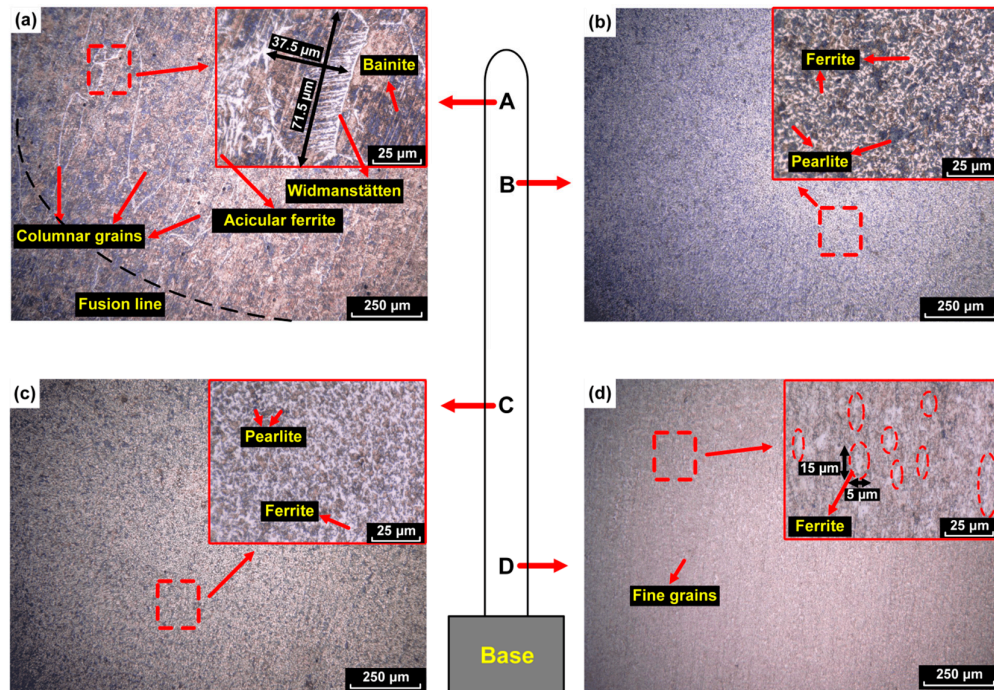 (a)
37.5 µm
71.5 µm
Bainite
25 µm
Widmanstätten
Acicular ferrite
Columnar grains
Fusion line
250 µm
(b)
Ferrite
Pearlite
25 µm
250 µm
A
B
C
D
Base
(c)
Pearlite
Ferrite
25 µm
250 µm
(d)
15 µm
5 µm
Ferrite
25 µm
Fine grains
250 µm